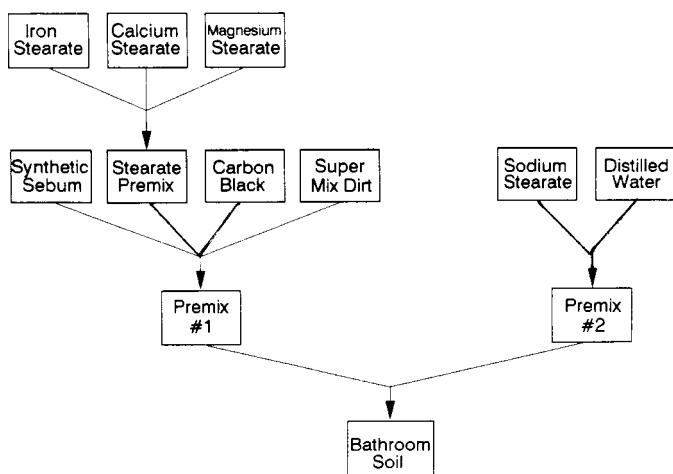 Iron
Stearate
Calcium
Stearate
Magnesium
Stearate
Synthetic
Sebum
Stearate
Premix
Carbon
Black
Super
Mix Dirt
Sodium
Stearate
Distilled
Water
Premix
#1
Premix
#2
Bathroom
Soil